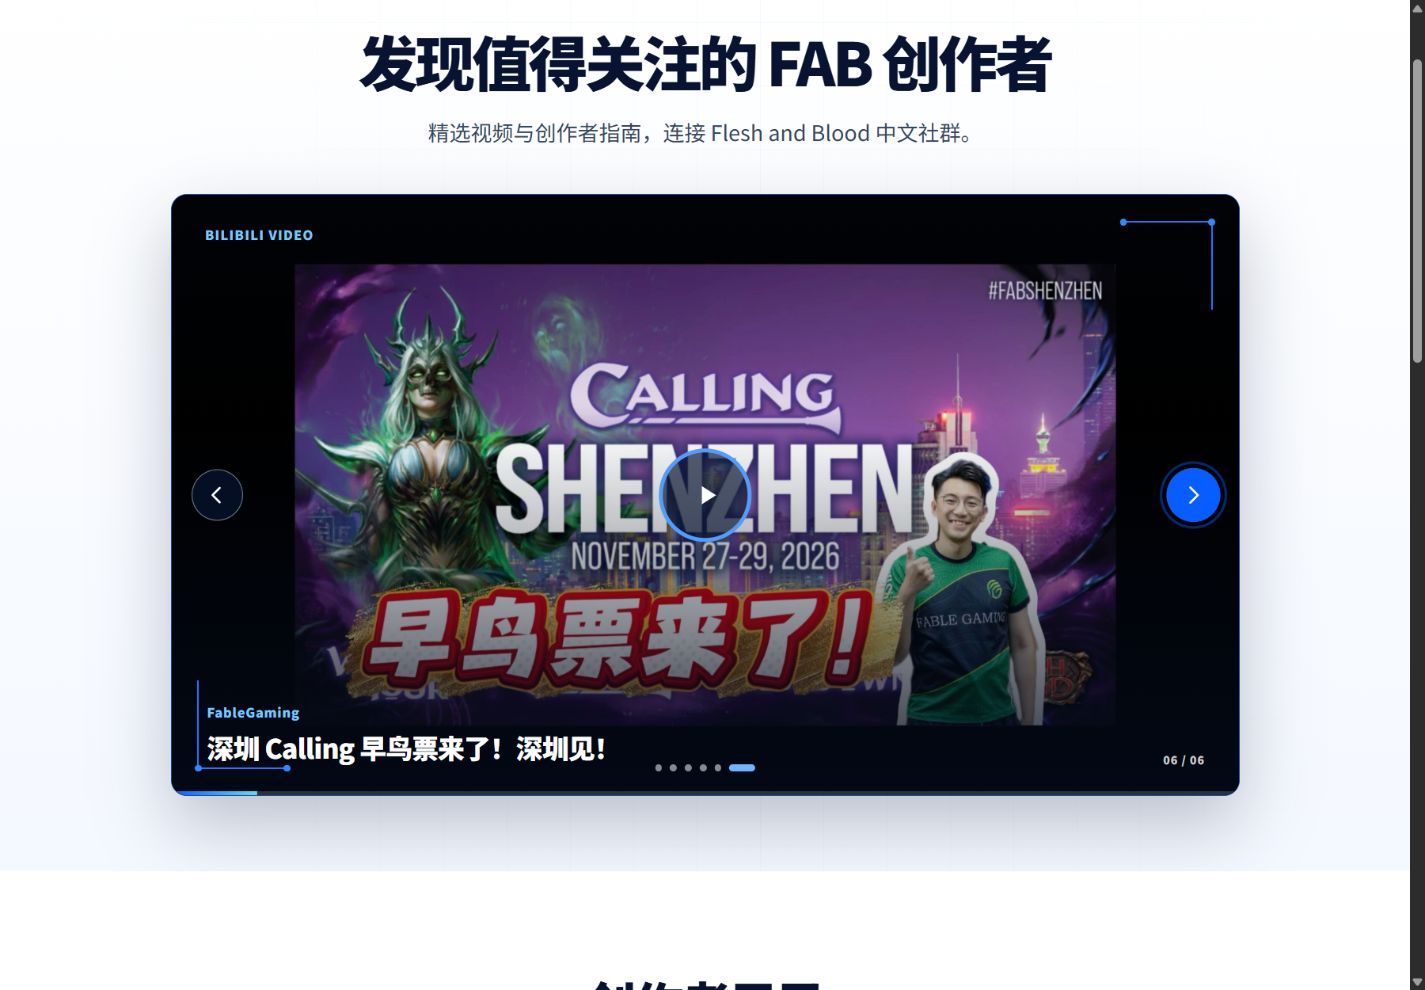 发现值得关注的 FAB 创作者
精选视频与创作者指南，连接 Flesh and Blood 中文社群。
BILIBILI VIDEO
#FABSHENZHEN
CALLING
SHENZHEN
NOVEMBER 27-29, 2026
早鸟票来了！
FABLE GAMING
FableGaming
深圳 Calling 早鸟票来了！深圳见！
06 / 06